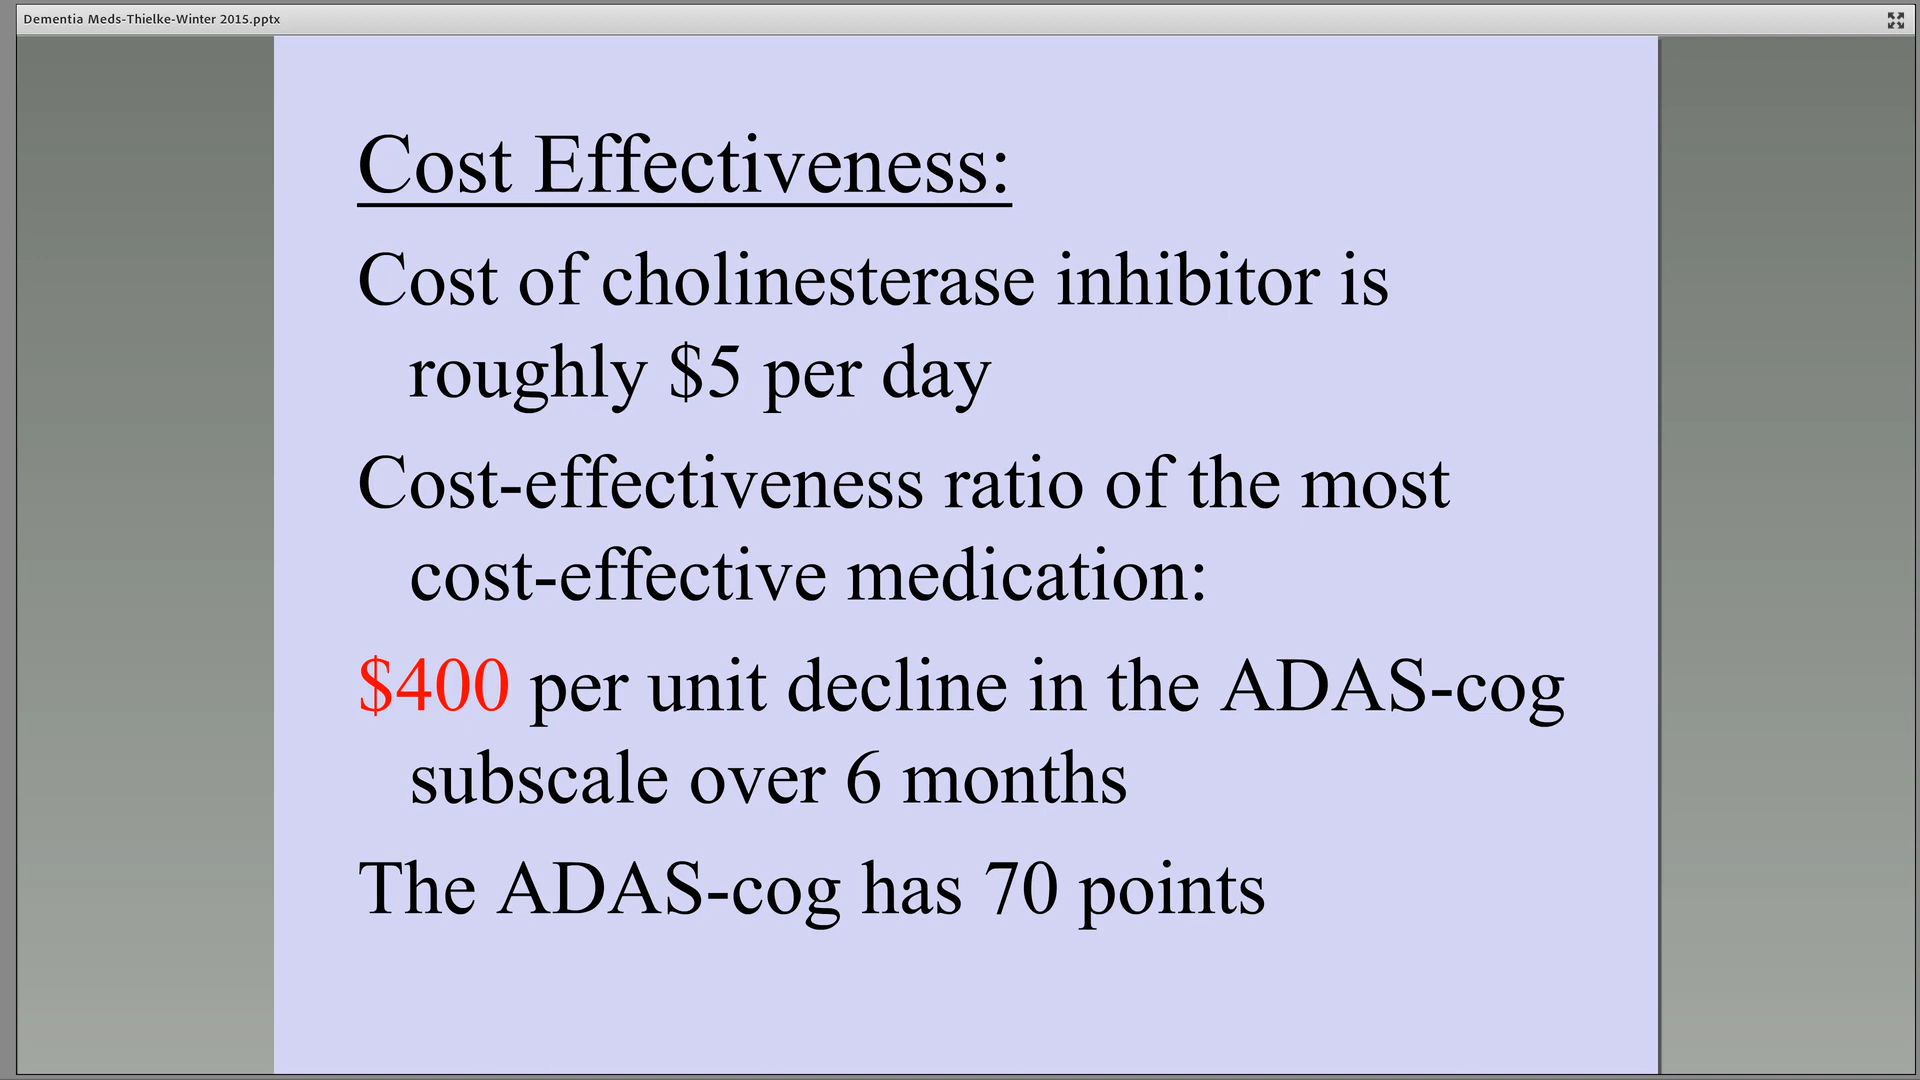 Dementia Meds-Thielke-Winter 2015.pptx
Cost Effectiveness:
Cost of cholinesterase inhibitor is
roughly $5 per day
Cost-effectiveness ratio of the most
cost-effective medication:
$400 per unit decline in the ADAS-cog
subscale over 6 months
The ADAS-cog has 70 points